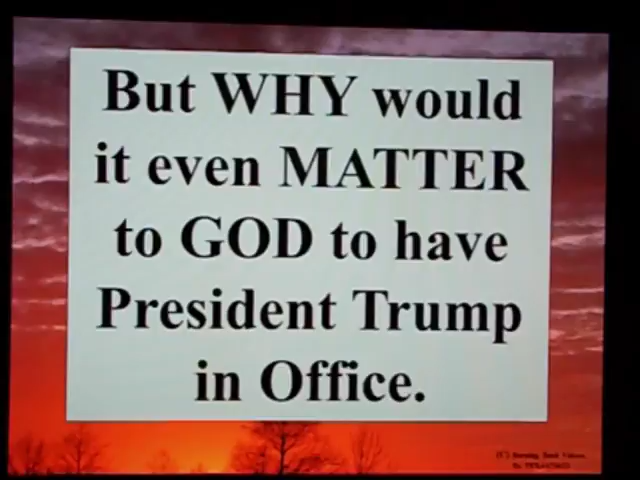 But WHY would
it even MATTER
to GOD to have
President Trump
in Office.